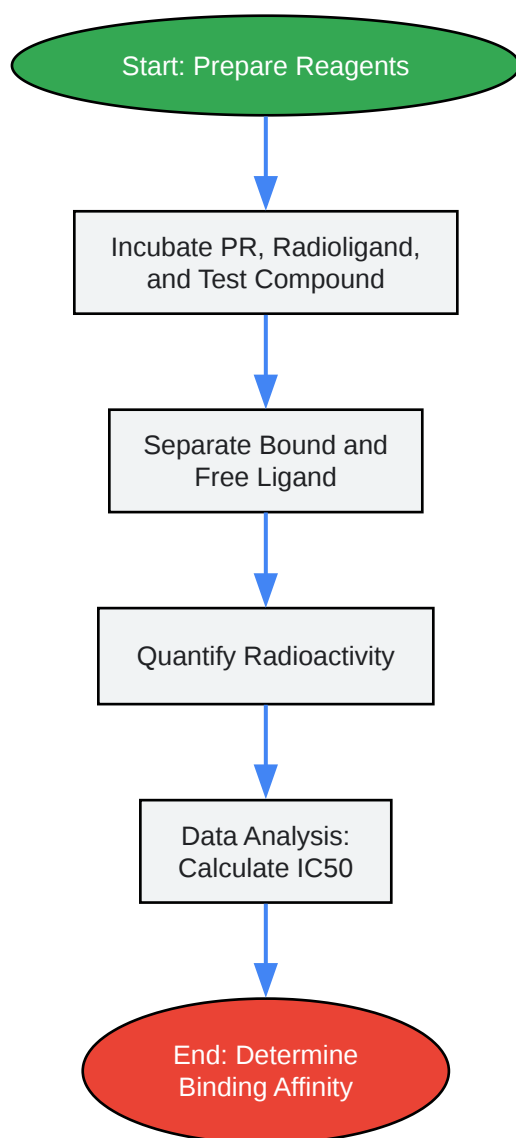 Start: Prepare Reagents
Incubate PR, Radioligand,
and Test Compound
Separate Bound and
Free Ligand
Quantify Radioactivity
Data Analysis:
Calculate IC50
End: Determine
Binding Affinity